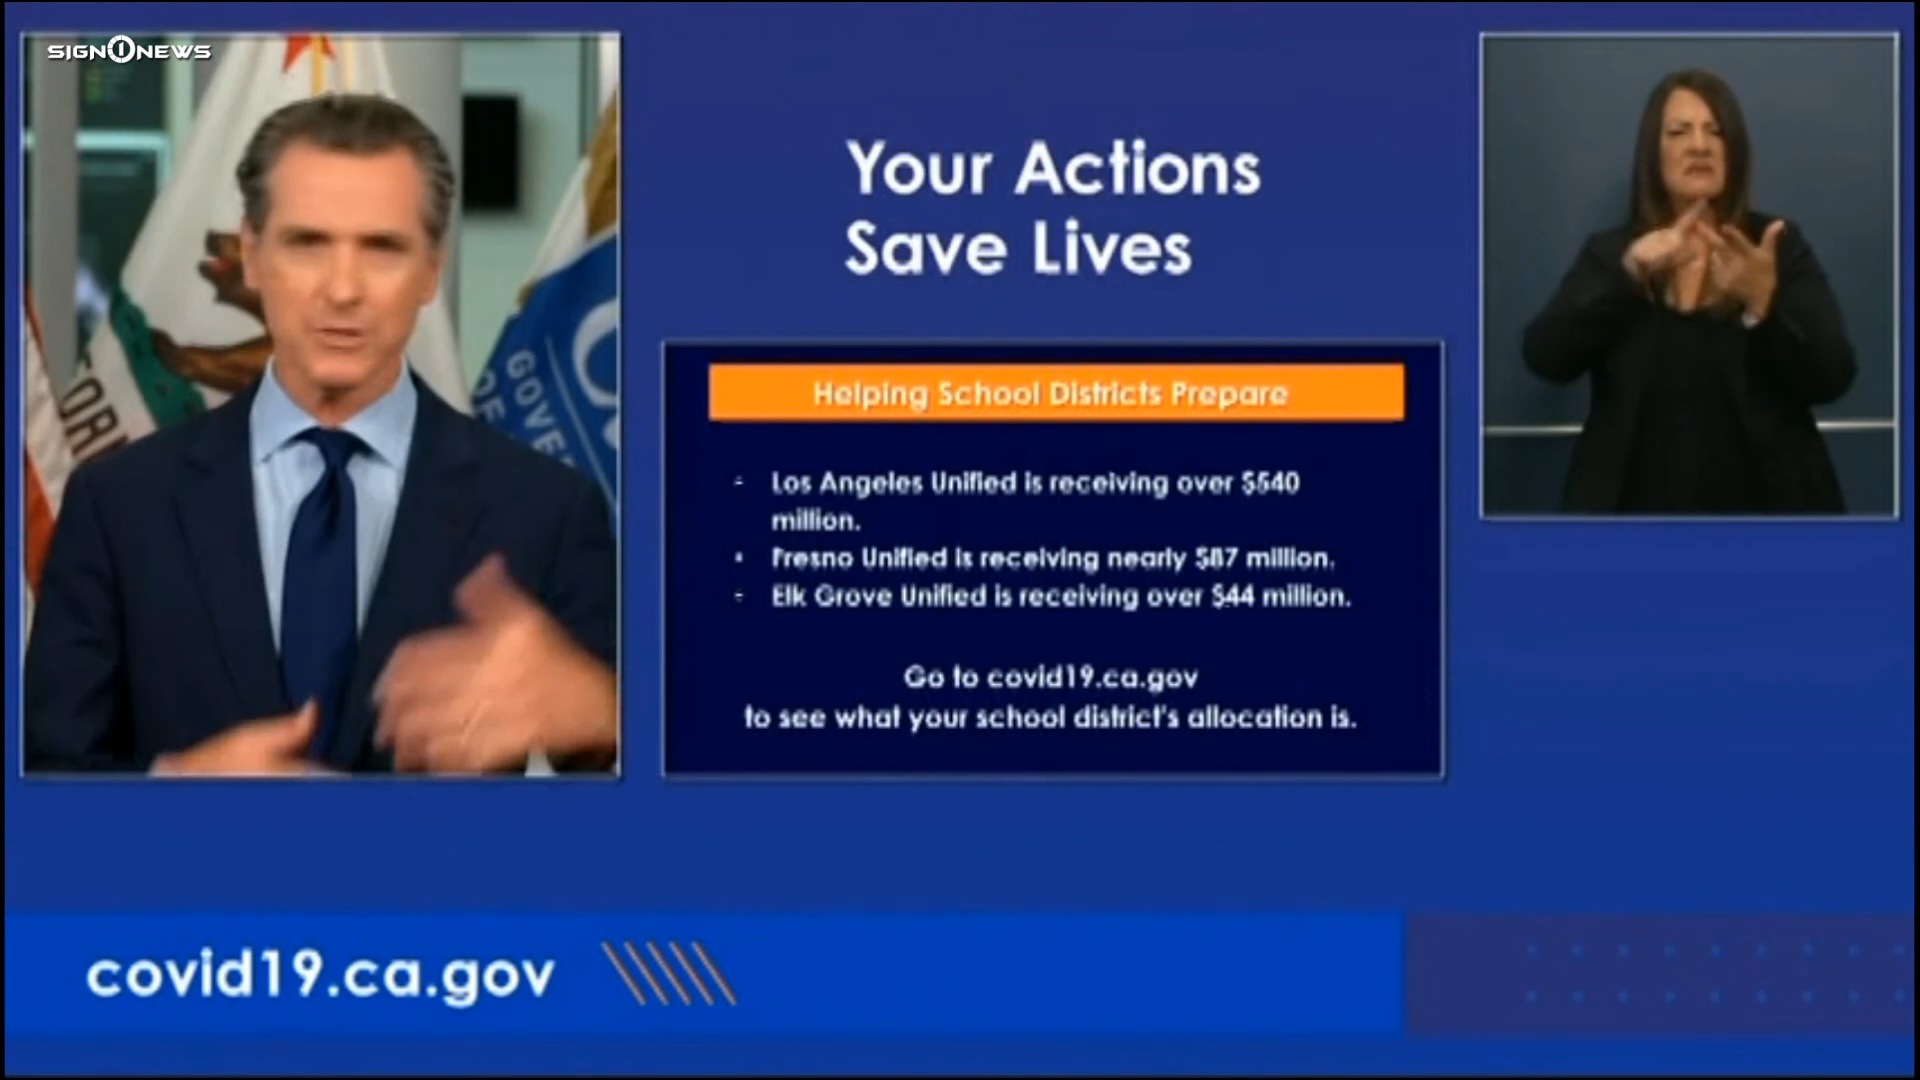 SIGN1NEWS
Your Actions
Save Lives
Helping School Districts Prepare
- Los Angeles Unified is receiving over $540
million.
- Fresno Unified is receiving nearly $87 million.
- Elk Grove Unified is receiving over $44 million.
Go to covid19.ca.gov
to see what your school district's allocation is.
covid19.ca.gov